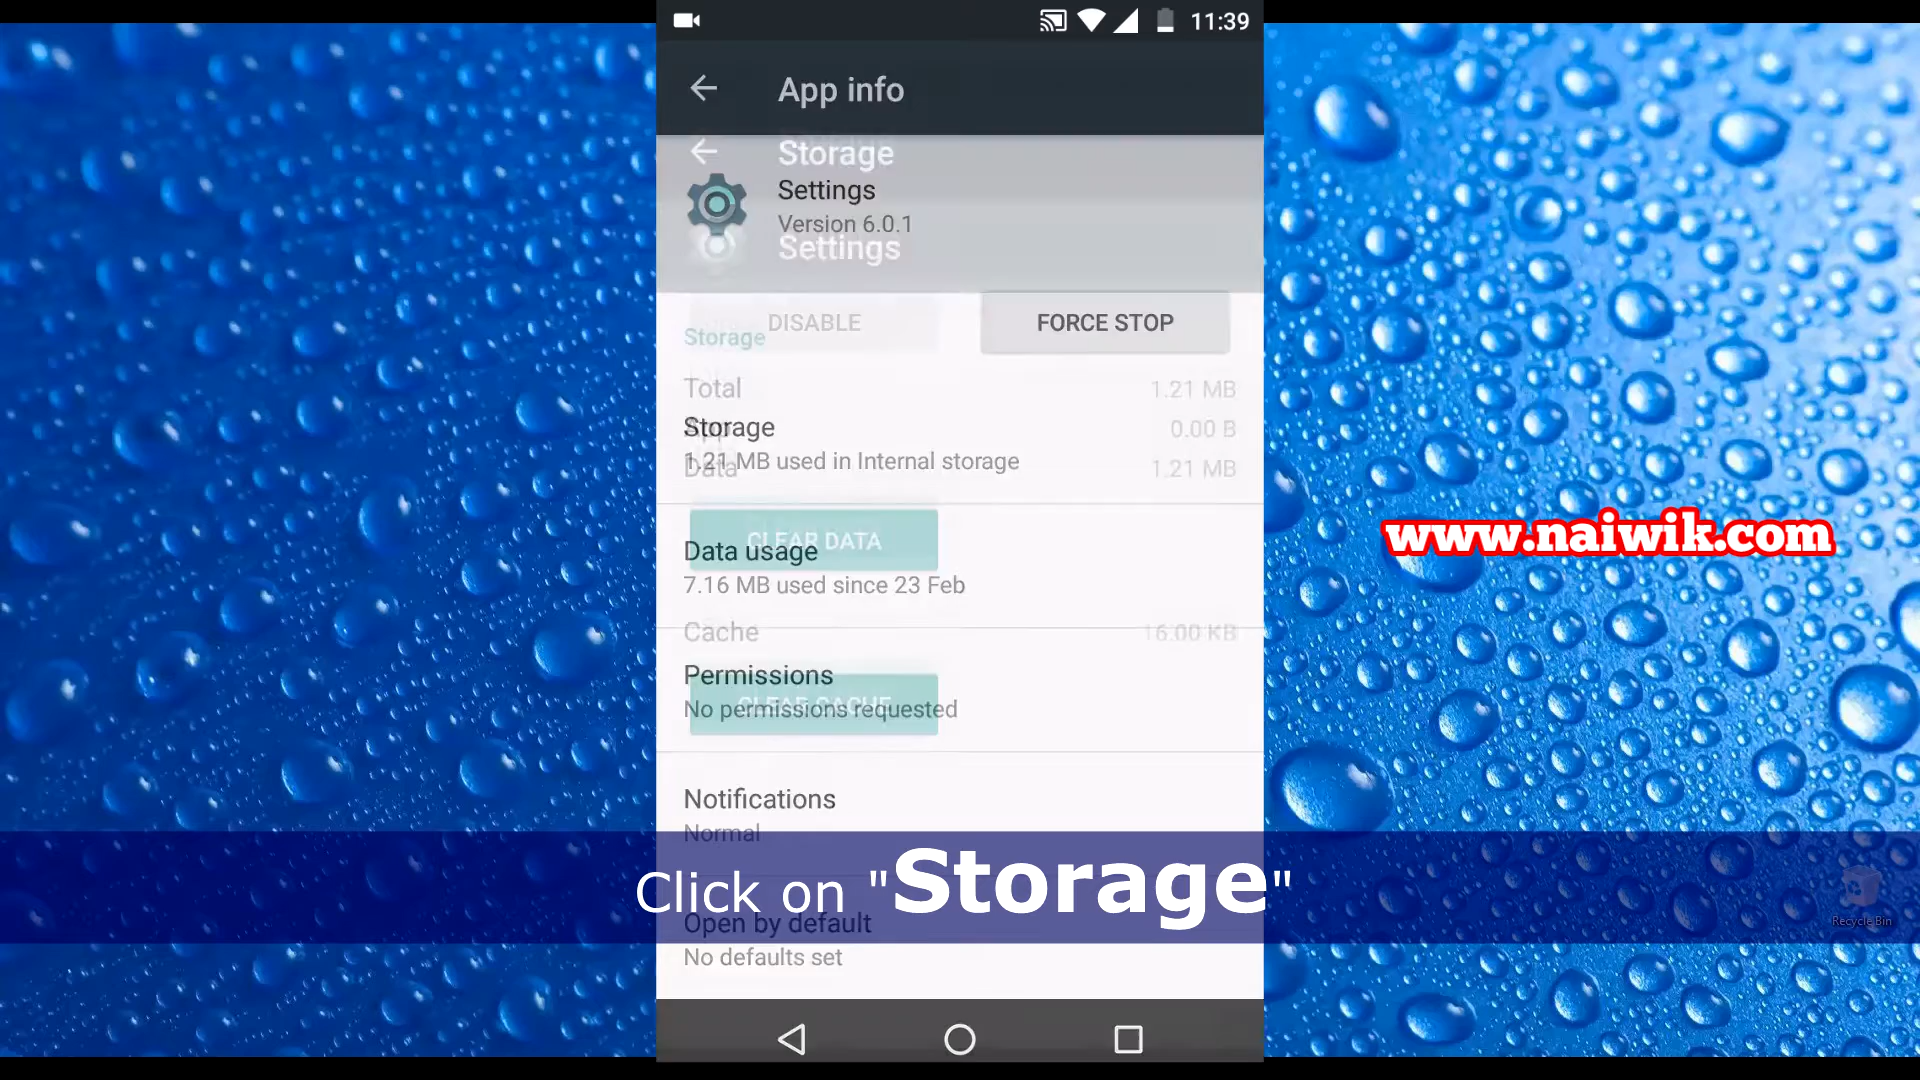 11:39
App info
Storage
Settings
Version 6.0.1
Settings
DISABLE
FORCE STOP
Storage
Total
1.21 MB
Storage
App
0.00 B
1.21 MB used in Internal storage
Data
1.21 MB
CLEAR DATA
Data usage
7.16 MB used since 23 Feb
www.naiwik.com
Cache
16.00 KB
Permissions
CLEAR CACHE
No permissions requested
Notifications
Normal
Click on "Storage"
Open by default
No defaults set
Recycle Bin